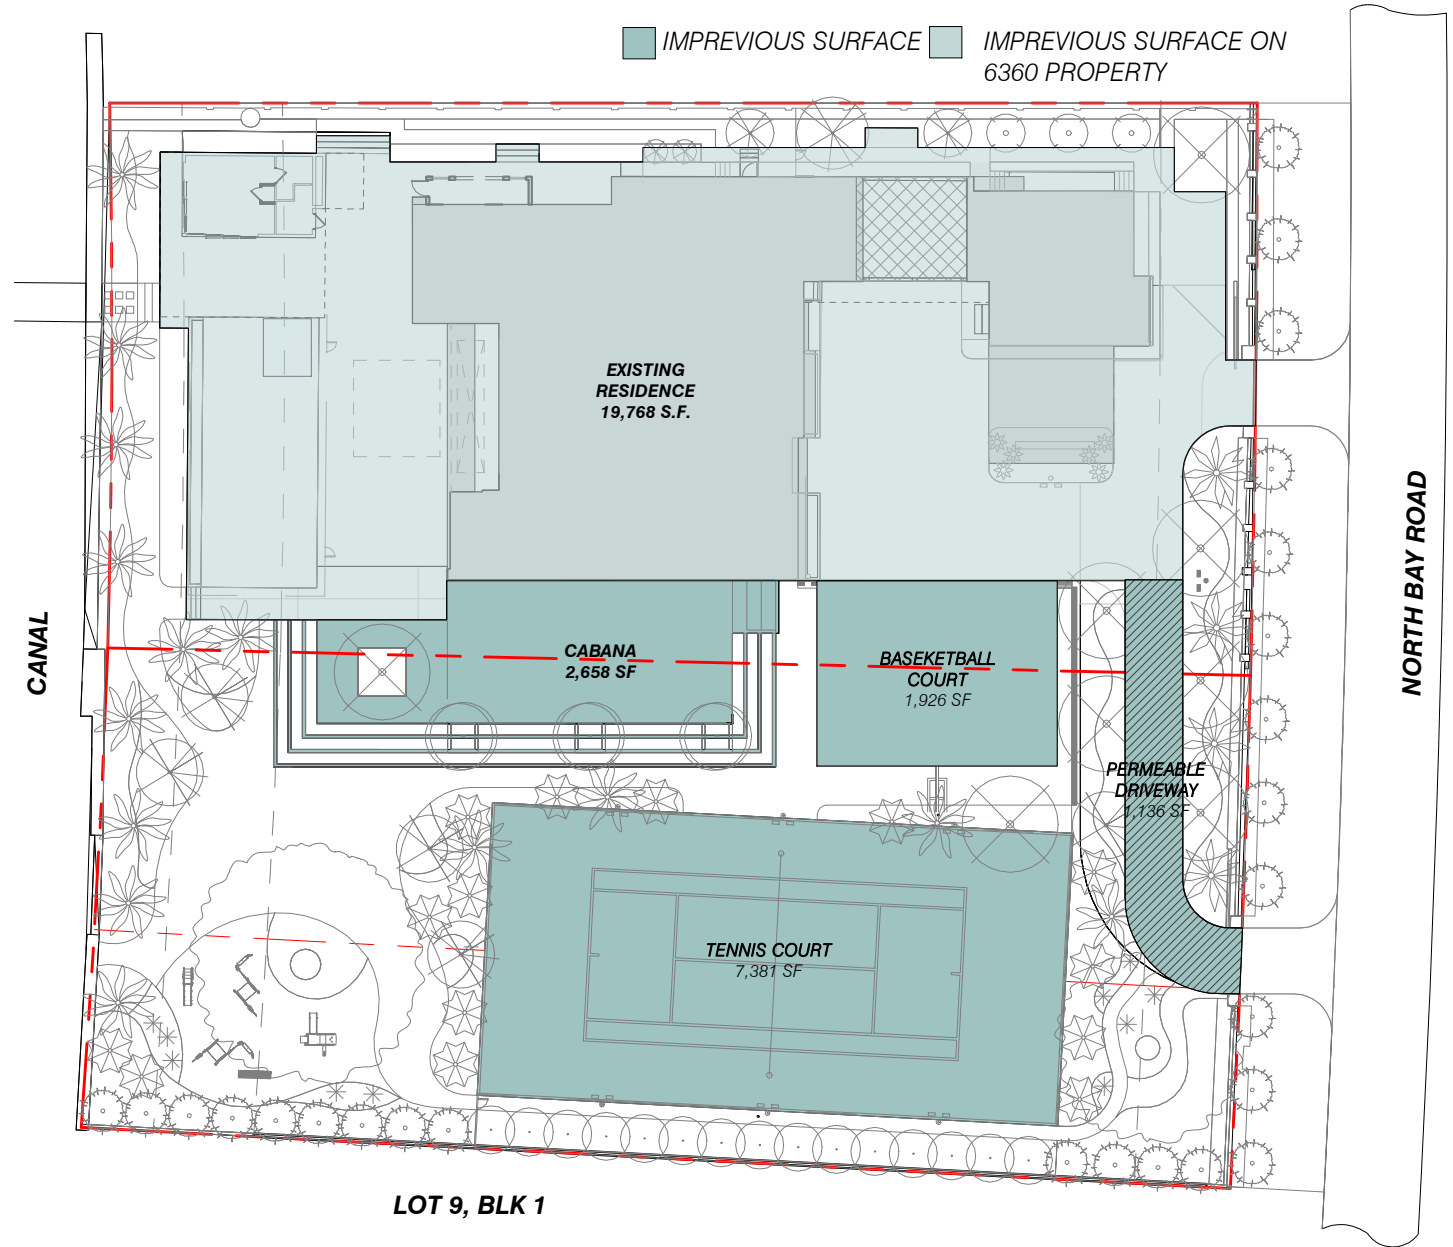 IMPREVIOUS SURFACE
IMPREVIOUS SURFACE ON
6360 PROPERTY
EXISTING
RESIDENCE
19,768 S.F.
CANAL
NORTH BAY ROAD
CABANA
2,658 SF
BASEKETBALL
COURT
1,926 SF
PERMEABLE
DRIVEWAY
1,136 SF
TENNIS COURT
7,381 SF
LOT 9, BLK 1